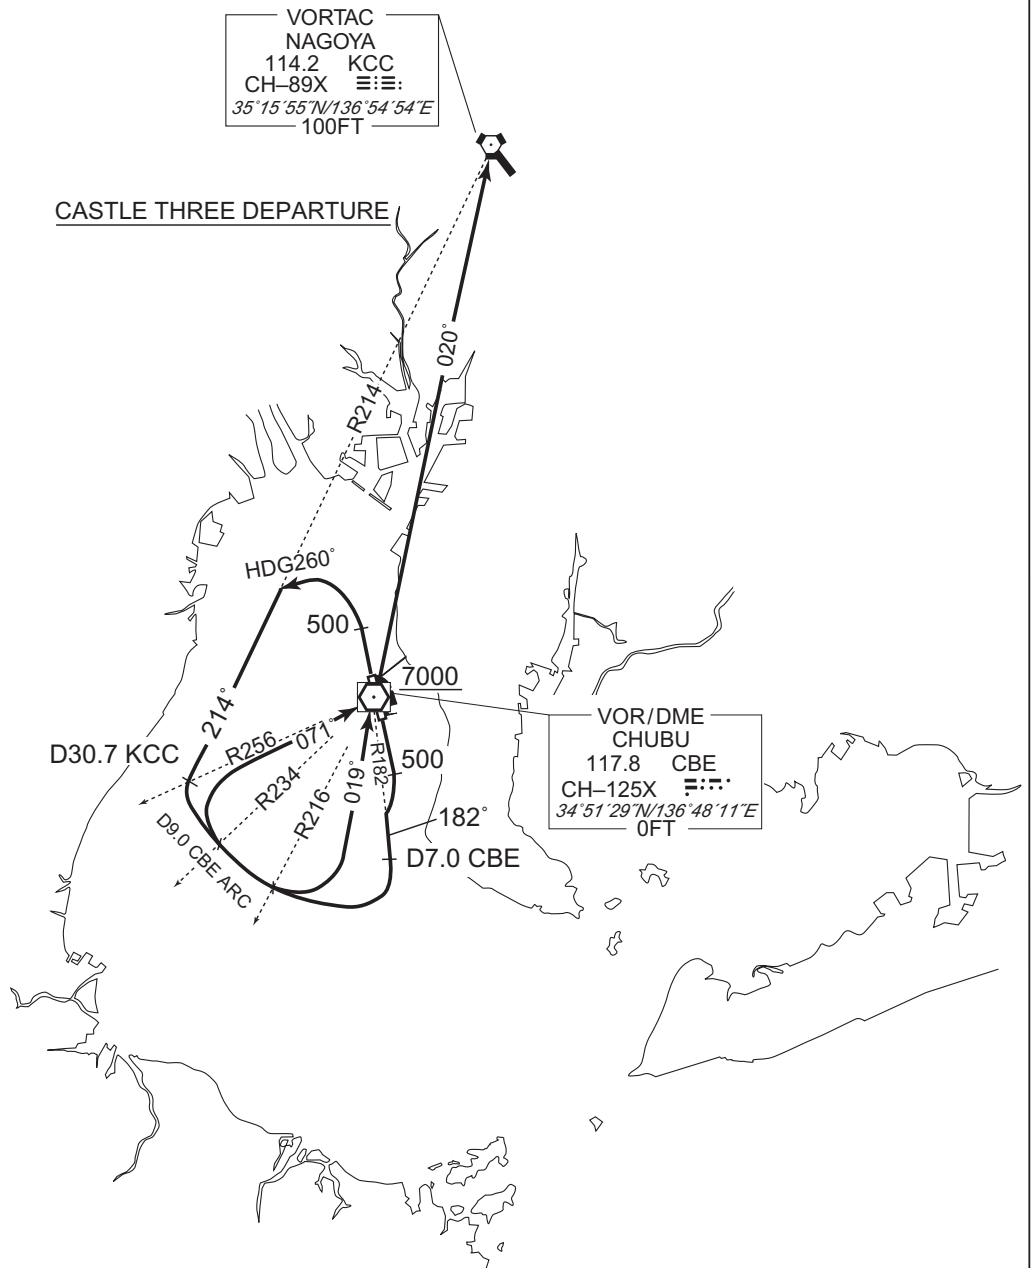 VORTAC
NAGOYA
114.2 KCC
CH–89X
35°15´55˝N/136°54´54˝E
100FT
CASTLE THREE DEPARTURE
020°
R214
HDG260°
500
7000
214°
D30.7 KCC
R256
071°
R234
R216
019°
R182
500
182°
D7.0 CBE
D9.0 CBE ARC
VOR/DME
CHUBU
117.8 CBE
CH–125X
34°51´29˝N/136°48´11˝E
0FT